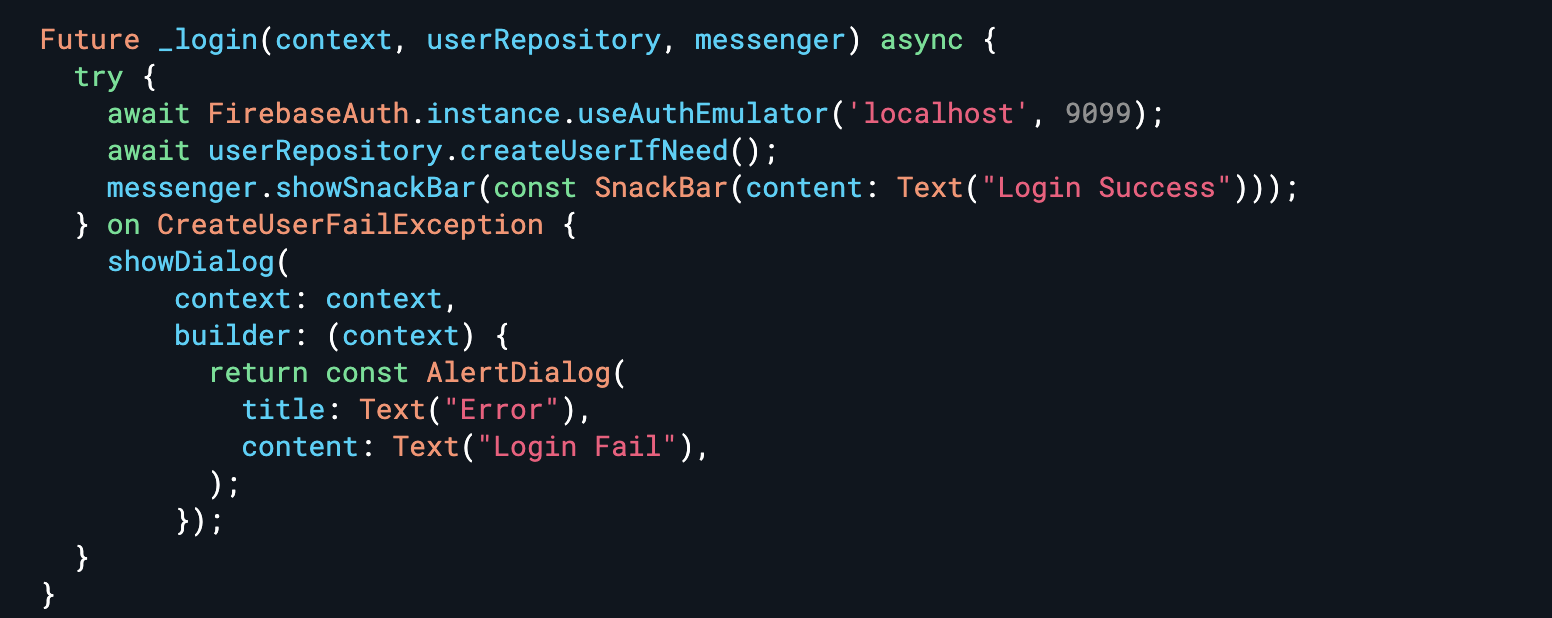 Future _login(context, userRepository, messenger) async {
  try {
    await FirebaseAuth.instance.useAuthEmulator('localhost', 9099);
    await userRepository.createUserIfNeed();
    messenger.showSnackBar(const SnackBar(content: Text("Login Success")));
  } on CreateUserFailException {
    showDialog(
        context: context,
        builder: (context) {
          return const AlertDialog(
            title: Text("Error"),
            content: Text("Login Fail"),
          );
        });
  }
}